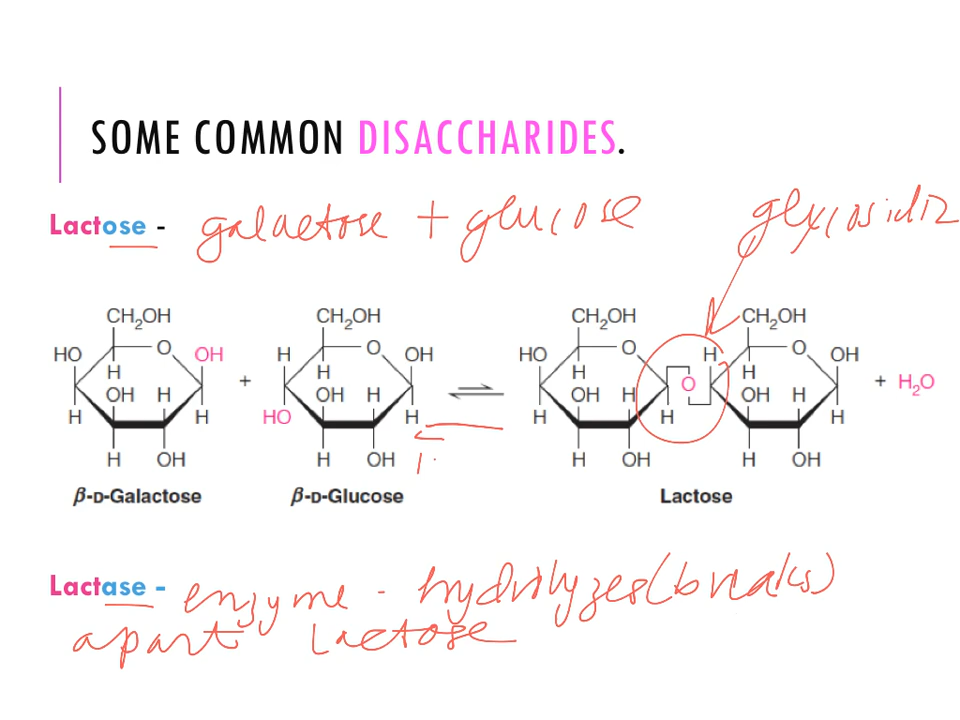 SOME COMMON DISACCHARIDES.
Lactose - galactose + glucose
glycosidic
CH₂OH CH₂OH CH₂OH CH₂OH
HO O OH H O OH HO O H O OH
H H H H
+ O + H₂O
OH H OH H OH H OH H
H H HO H H H H
H OH H OH H OH H OH
β-D-Galactose β-D-Glucose Lactose
Lactase - enzyme - hydrolyzes (breaks)
apart Lactose